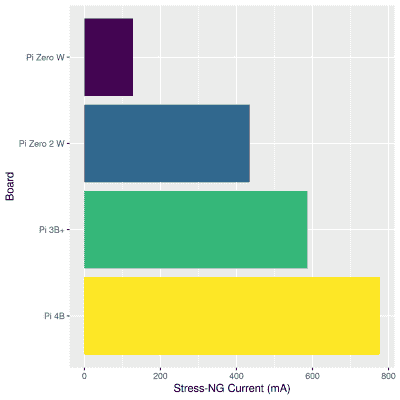 Pi Zero W
Pi Zero 2 W
Pi 3B+
Pi 4B
Board
0 200 400 600 800
Stress-NG Current (mA)